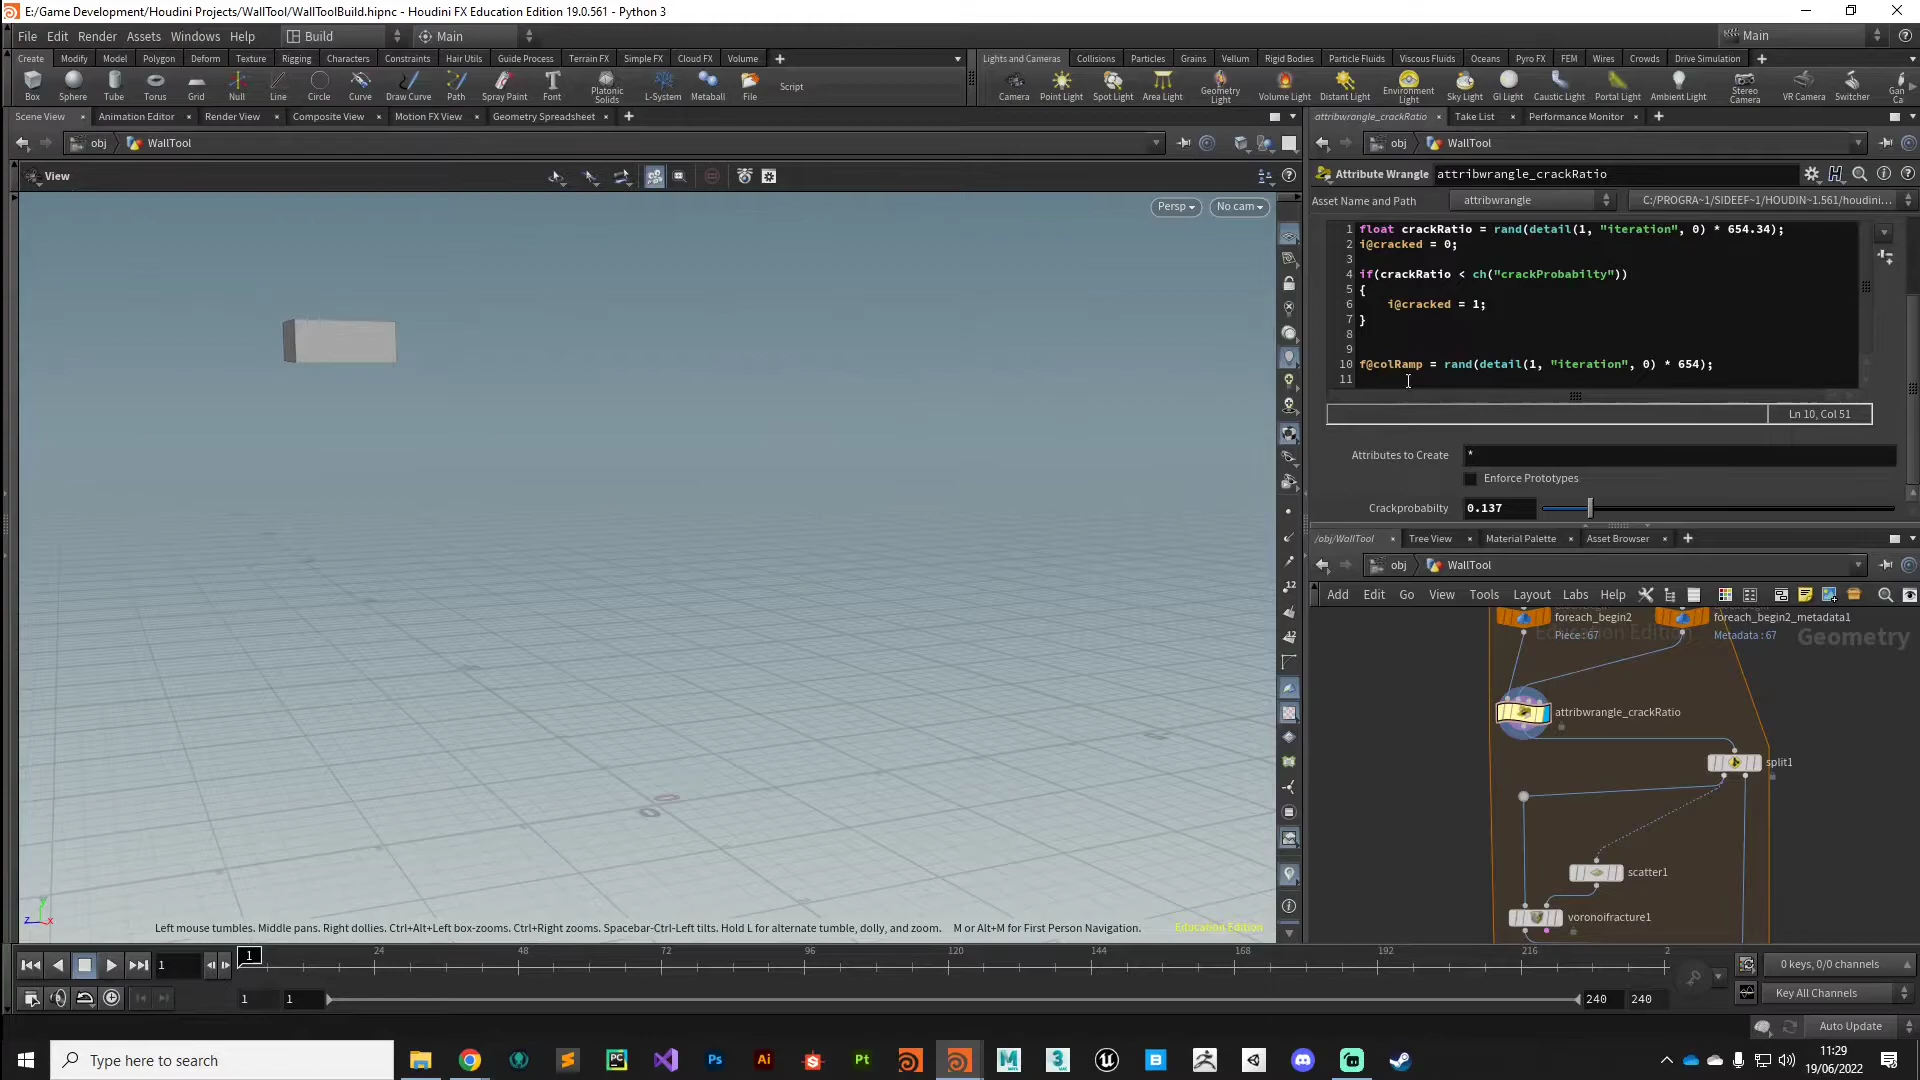 E:/Game Development/Houdini Projects/WallTool/WallToolBuild.hipnc - Houdini FX Education Edition 19.0.561 - Python 3
File Edit Render Assets Windows Help Build Main Main
Create Modify Model Polygon Deform Texture Rigging Characters Constraints Hair Utils Guide Process Terrain FX Simple FX Cloud FX Volume
Lights and Cameras Collisions Particles Grains Vellum Rigid Bodies Particle Fluids Viscous Fluids Oceans Pyro FX FEM Wires Crowds Drive Simulation
Box Sphere Tube Torus Grid Null Line Circle Curve Draw Curve Path Spray Paint Font Platonic Solids L-System Metaball File Script
Camera Point Light Spot Light Area Light Geometry Light Volume Light Distant Light Environment Light Sky Light GI Light Caustic Light Portal Light Ambient Light Stereo Camera VR Camera Switcher
Scene View Animation Editor Render View Composite View Motion FX View Geometry Spreadsheet
attribwrangle_crackRatio Take List Performance Monitor
obj WallTool
obj WallTool
View
Persp No cam
Attribute Wrangle attribwrangle_crackRatio
Asset Name and Path attribwrangle C:/PROGRA~1/SIDEEF~1/HOUDIN~1.561/houdini...
1 float crackRatio = rand(detail(1, "iteration", 0) * 654.34);
2 i@cracked = 0;
3
4 if(crackRatio < ch("crackProbabilty"))
5 {
6 i@cracked = 1;
7 }
8
9
10 f@colRamp = rand(detail(1, "iteration", 0) * 654);
11
Ln 10, Col 51
Attributes to Create *
Enforce Prototypes
Crackprobabilty 0.137
/obj/WallTool Tree View Material Palette Asset Browser
obj WallTool
Add Edit Go View Tools Layout Labs Help
foreach_begin2
Piece : 67
foreach_begin2_metadata1
Metadata : 67
Education Edition
Geometry
attribwrangle_crackRatio
split1
scatter1
voronoifracture1
Left mouse tumbles. Middle pans. Right dollies. Ctrl+Alt+Left box-zooms. Ctrl+Right zooms. Spacebar-Ctrl-Left tilts. Hold L for alternate tumble, dolly, and zoom. M or Alt+M for First Person Navigation.
Education Edition
1 1 24 48 72 96 120 144 168 192 216 2
0 keys, 0/0 channels
1 1 240 240
Key All Channels
Auto Update
Type here to search
11:29
19/06/2022